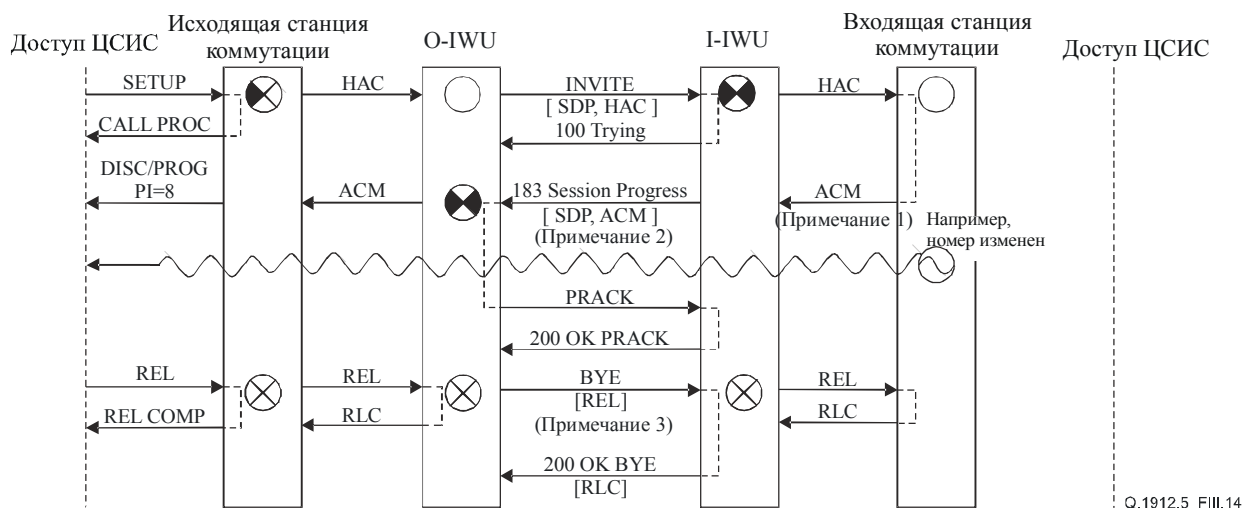 Доступ ЦСИС
Исходящая станция
коммутации
O-IWU
I-IWU
Входящая станция
коммутации
Доступ ЦСИС
SETUP
HAC
INVITE
HAC
[ SDP, HAC ]
CALL PROC
100 Trying
DISC/PROG
PI=8
ACM
183 Session Progress
ACM
[ SDP, ACM ]
(Примечание 1)
(Примечание 2)
Например,
номер изменен
PRACK
200 OK PRACK
REL
REL
BYE
REL
[REL]
REL COMP
RLC
(Примечание 3)
RLC
200 OK BYE
[RLC]
Q.1912.5_FIII.14